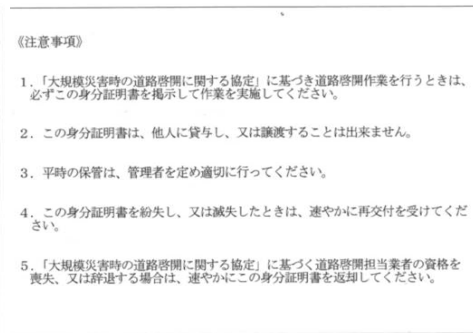 《注意事項》
1．「大規模災害時の道路啓開に関する協定」に基づき道路啓開作業を行うときは、
必ずこの身分証明書を掲示して作業を実施してください。
2．この身分証明書は、他人に貸与し、又は譲渡することは出来ません。
3．平時の保管は、管理者を定め適切に行ってください。
4．この身分証明書を紛失し、又は滅失したときは、速やかに再交付を受けてくだ
さい。
5．「大規模災害時の道路啓開に関する協定」に基づく道路啓開担当業者の資格を
喪失、又は辞退する場合は、速やかにこの身分証明書を返却してください。